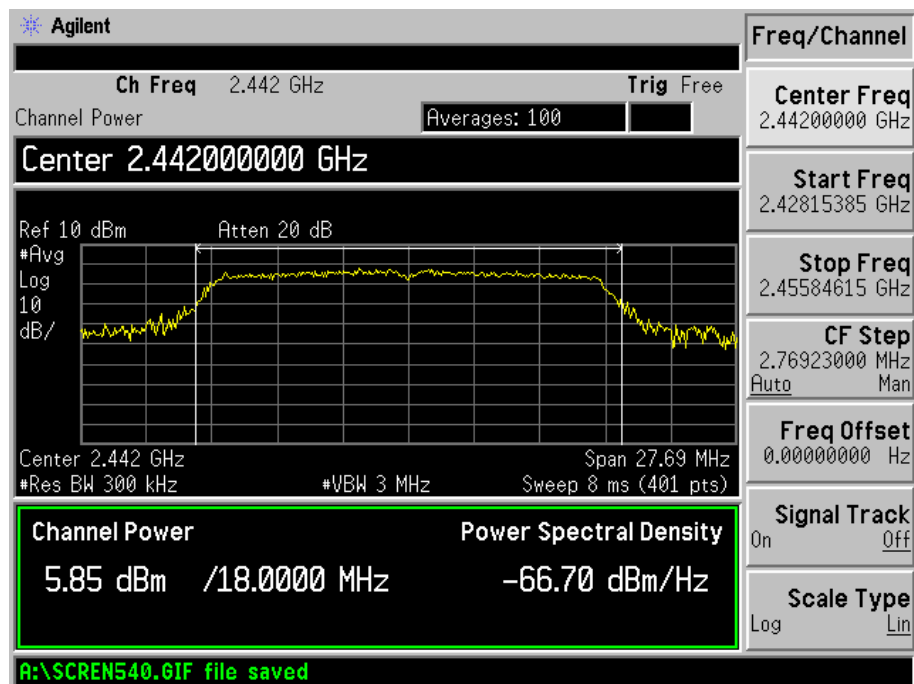 Agilent
Freq/Channel
Ch Freq 2.442 GHz Trig Free
Channel Power Averages: 100
Center 2.442000000 GHz
Ref 10 dBm Atten 20 dB
#Avg
Log
10
dB/
Center 2.442 GHz Span 27.69 MHz
#Res BW 300 kHz #VBW 3 MHz Sweep 8 ms (401 pts)
Channel Power Power Spectral Density
5.85 dBm /18.0000 MHz -66.70 dBm/Hz
A:\SCREN540.GIF file saved
Center Freq
2.44200000 GHz
Start Freq
2.42815385 GHz
Stop Freq
2.45584615 GHz
CF Step
2.76923000 MHz
Auto Man
Freq Offset
0.00000000 Hz
Signal Track
On Off
Scale Type
Log Lin